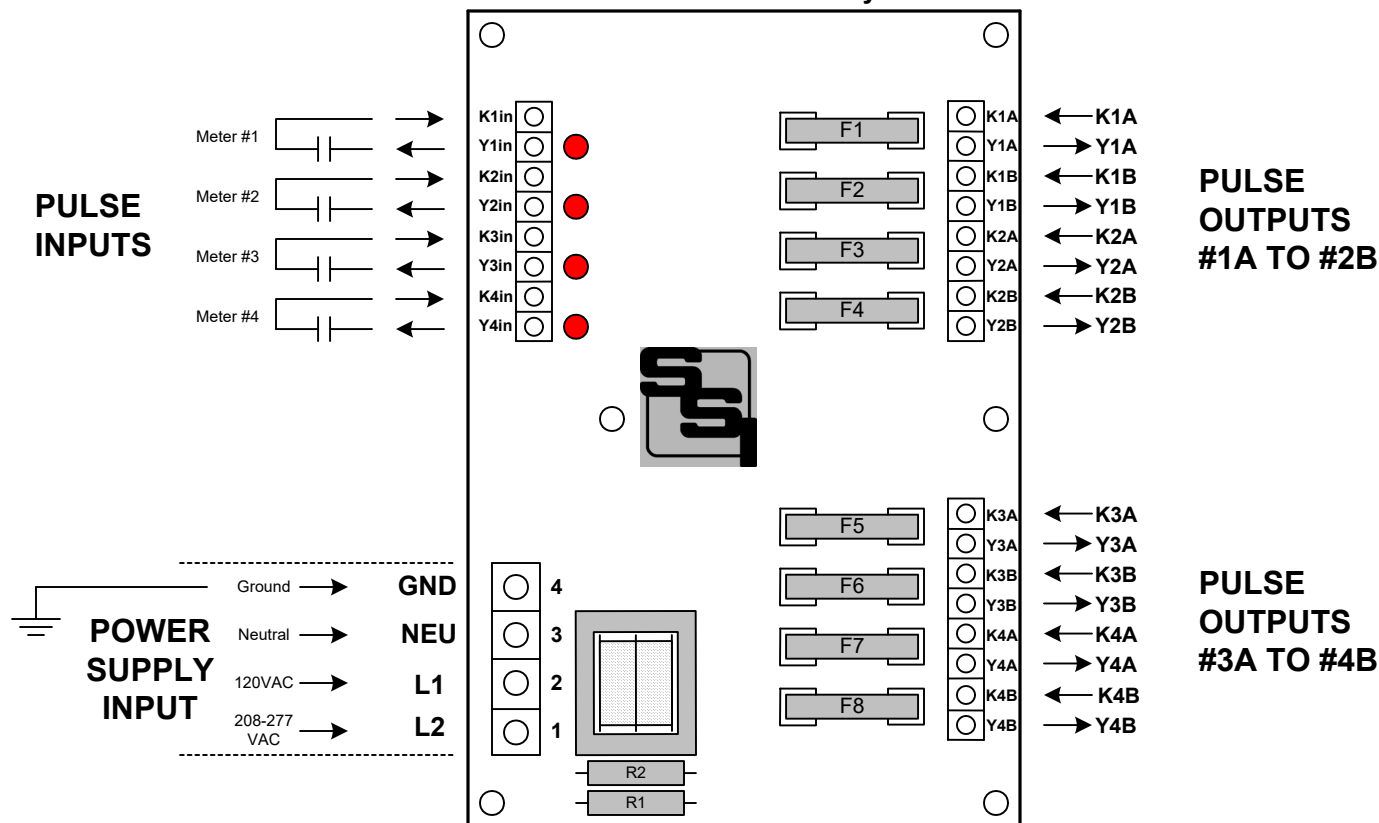 PULSE
INPUTS
Meter #1
Meter #2
Meter #3
Meter #4
K1in
Y1in
K2in
Y2in
K3in
Y3in
K4in
Y4in
F1
F2
F3
F4
K1A
Y1A
K1B
Y1B
K2A
Y2A
K2B
Y2B
K1A
Y1A
K1B
Y1B
K2A
Y2A
K2B
Y2B
PULSE
OUTPUTS
#1A TO #2B
SSI
POWER
SUPPLY
INPUT
Ground
Neutral
120VAC
208-277
VAC
GND
NEU
L1
L2
4
3
2
1
R2
R1
F5
F6
F7
F8
K3A
Y3A
K3B
Y3B
K4A
Y4A
K4B
Y4B
K3A
Y3A
K3B
Y3B
K4A
Y4A
K4B
Y4B
PULSE
OUTPUTS
#3A TO #4B